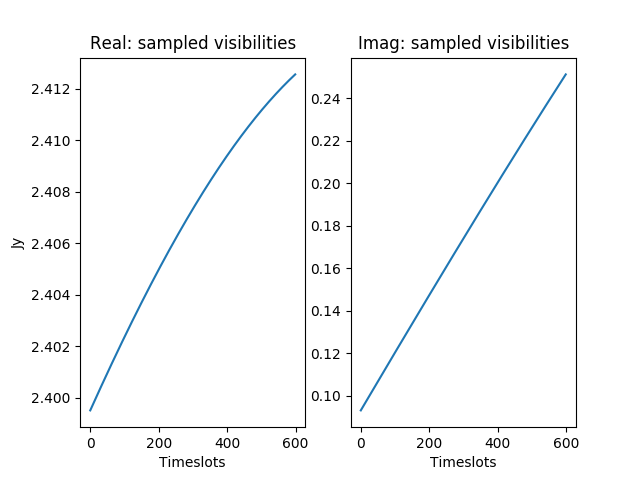 Real: sampled visibilities
Imag: sampled visibilities
2.412
2.410
2.408
2.406
2.404
2.402
2.400
Jy
0 200 400 600
Timeslots
0.24
0.22
0.20
0.18
0.16
0.14
0.12
0.10
0 200 400 600
Timeslots